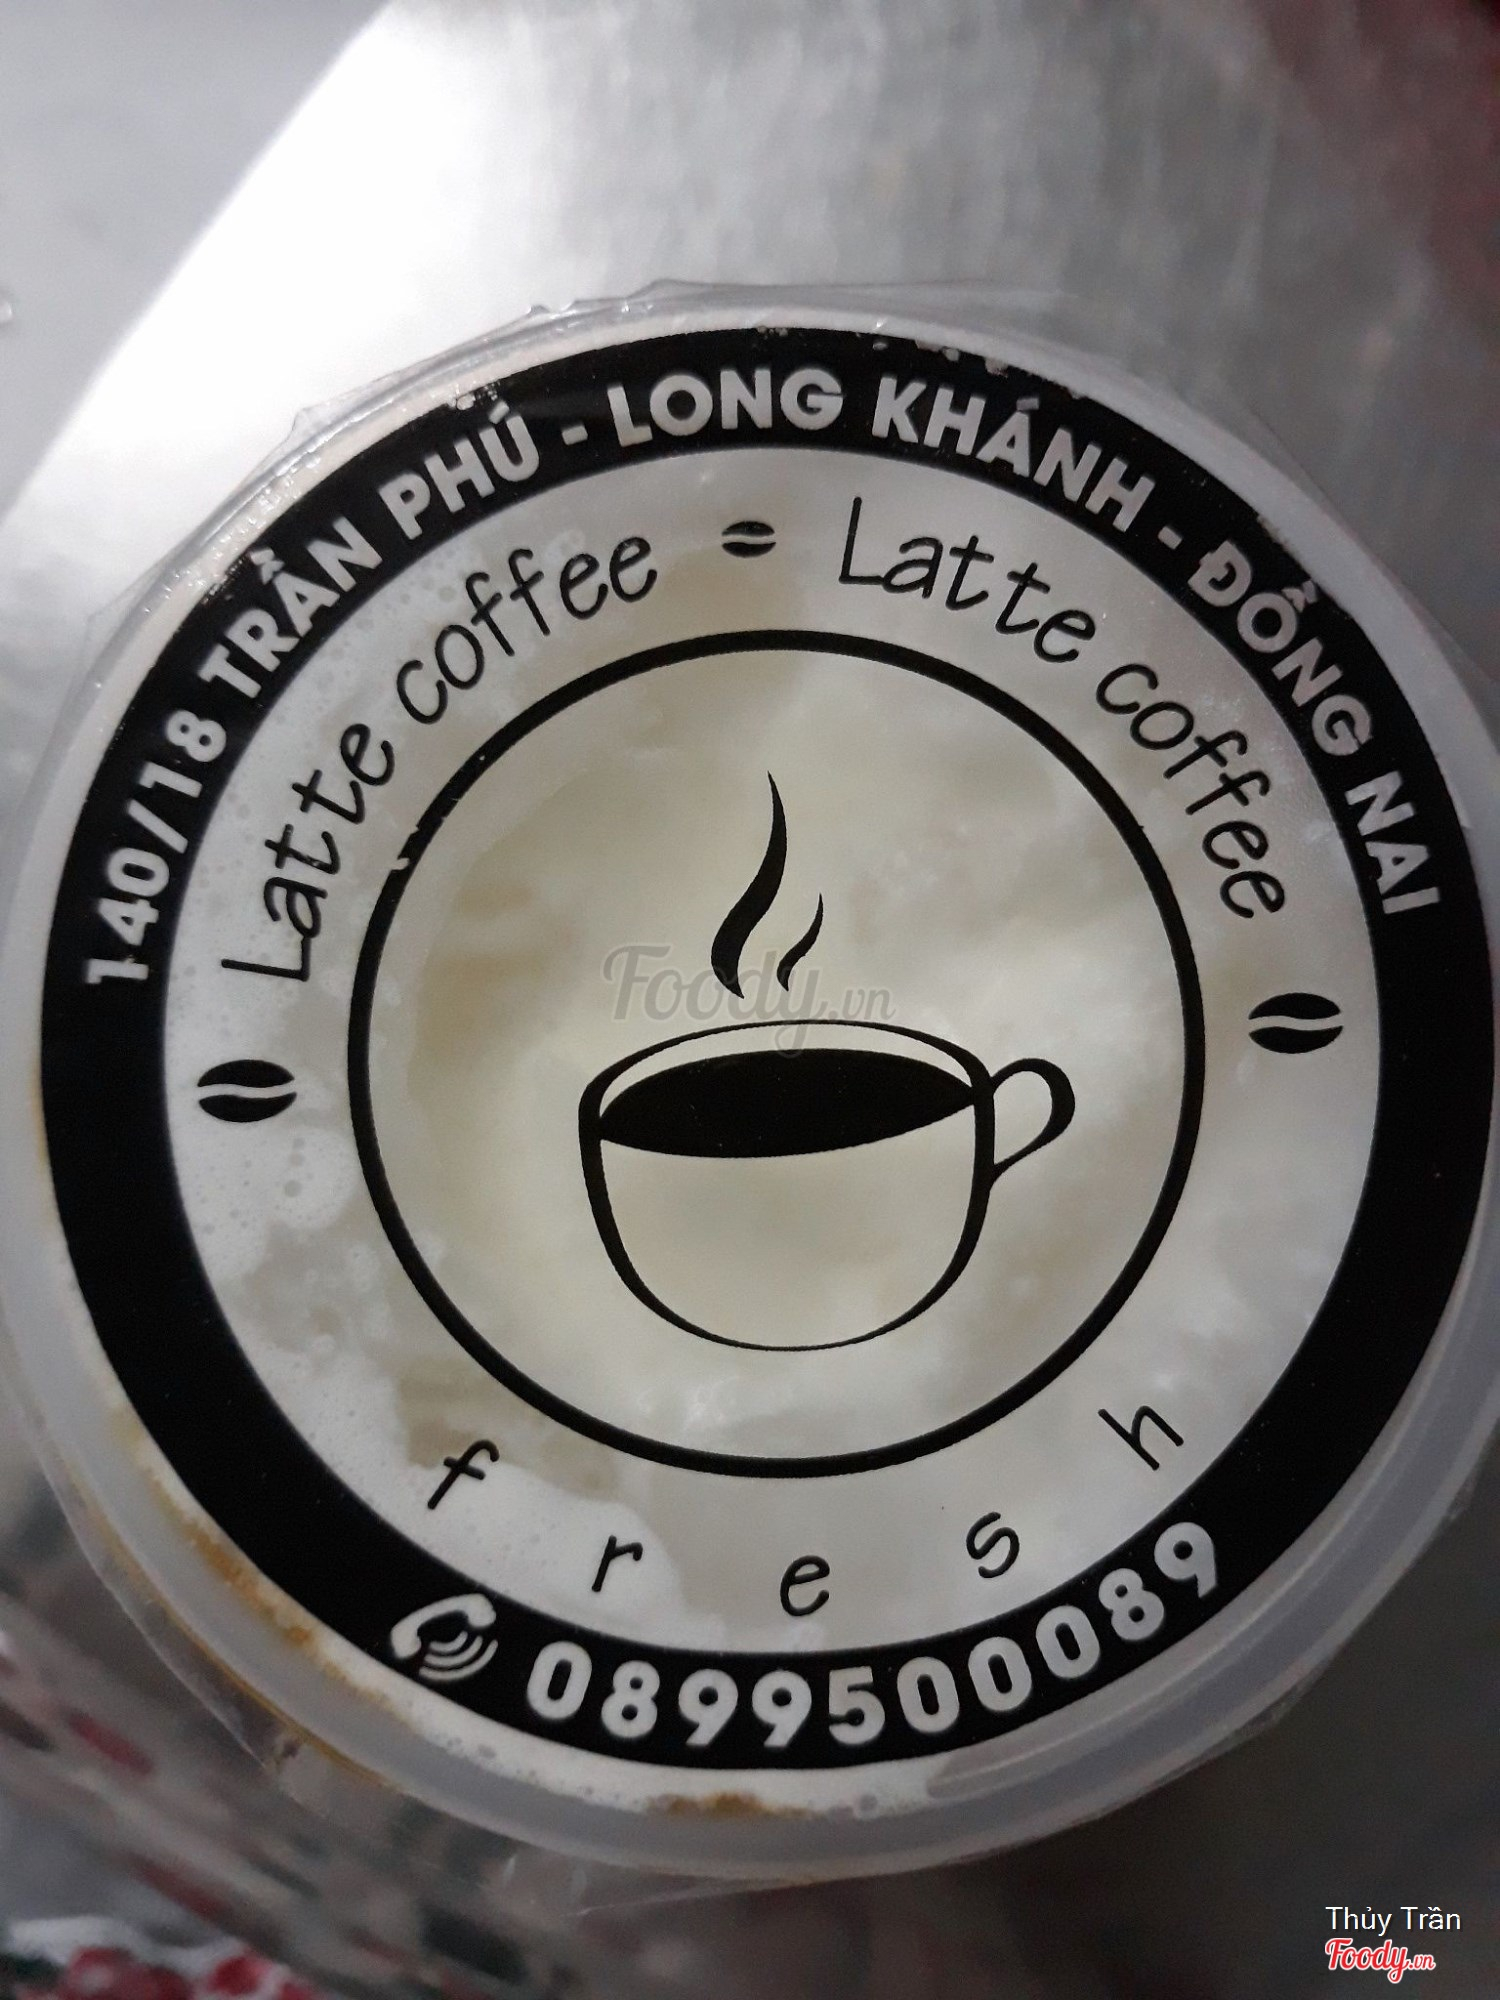 140/18 TRẦN PHÚ - LONG KHÁNH - ĐỒNG NAI
Latte coffee Latte coffee
Foody.vn
fresh
0899500089
Thủy Trần
Foody.vn